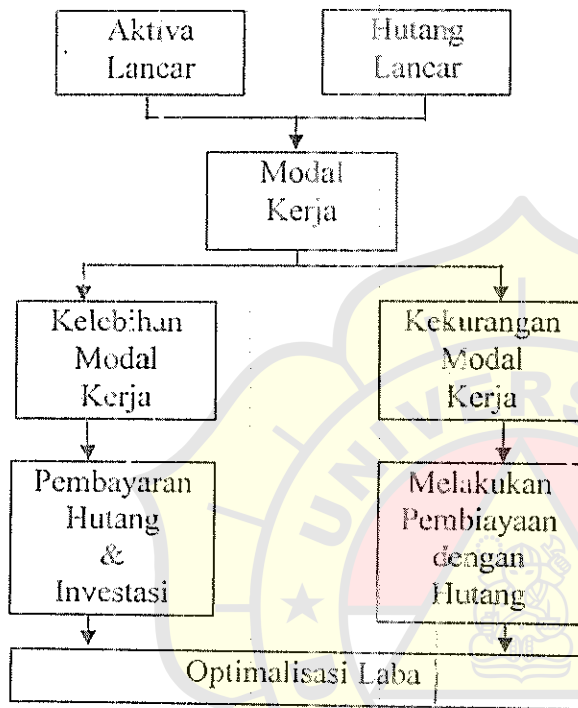 Aktiva
Lancar
Hutang
Lancar
Modal
Kerja
Kelebihan
Modal
Kerja
Kekurangan
Modal
Kerja
Pembayaran
Hutang
&
Investasi
Melakukan
Pembiayaan
dengan
Hutang
Optimalisasi Laba
UNIVERS